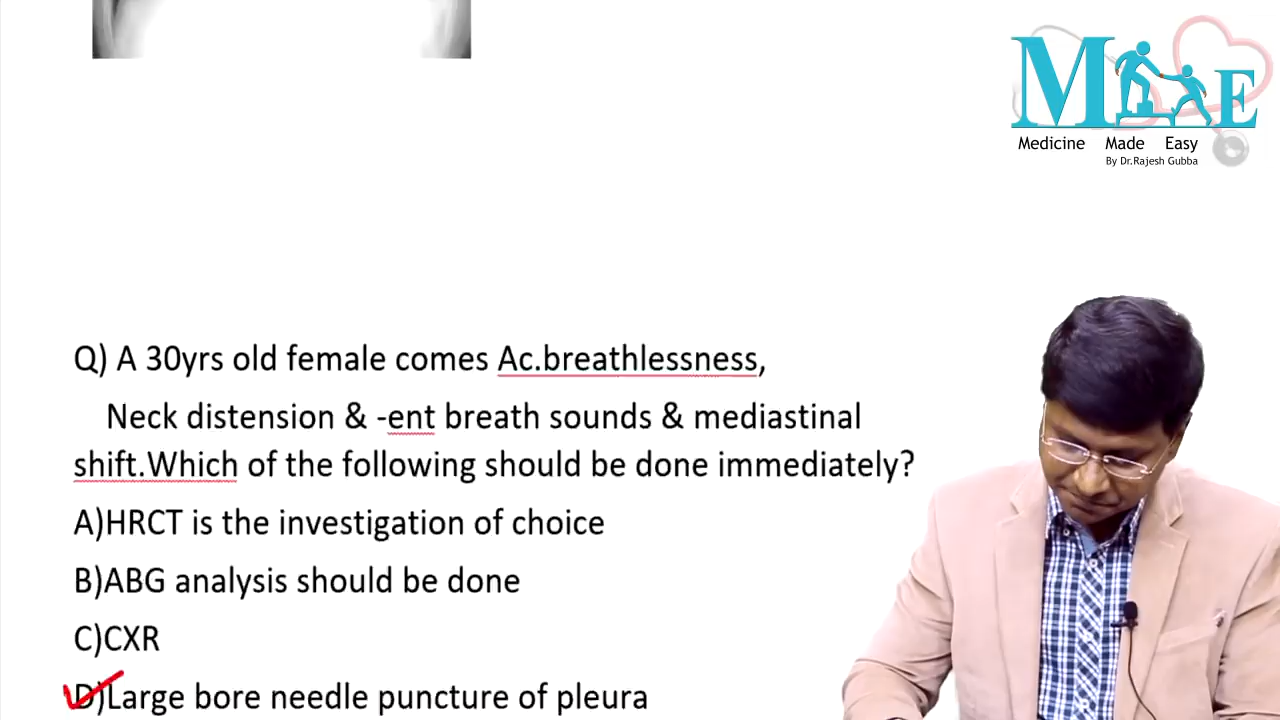 M E
Medicine Made Easy
By Dr.Rajesh Gubba
Q) A 30yrs old female comes Ac.breathlessness,
Neck distension & -ent breath sounds & mediastinal
shift.Which of the following should be done immediately?
A)HRCT is the investigation of choice
B)ABG analysis should be done
C)CXR
D)Large bore needle puncture of pleura